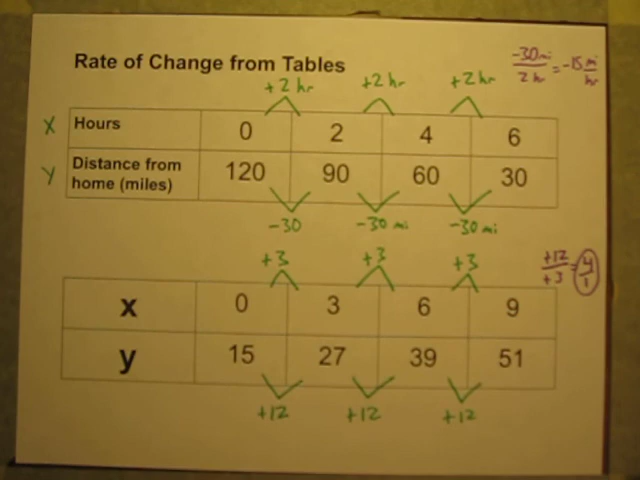 Rate of Change from Tables
-30mi/2 hr = -15 mi/hr
+2 hr +2 hr +2 hr
X Hours 0 2 4 6
Y Distance from home (miles) 120 90 60 30
-30 -30 mi -30 mi
+3 +3 +3
+12/+3 = 4/1
x 0 3 6 9
y 15 27 39 51
+12 +12 +12